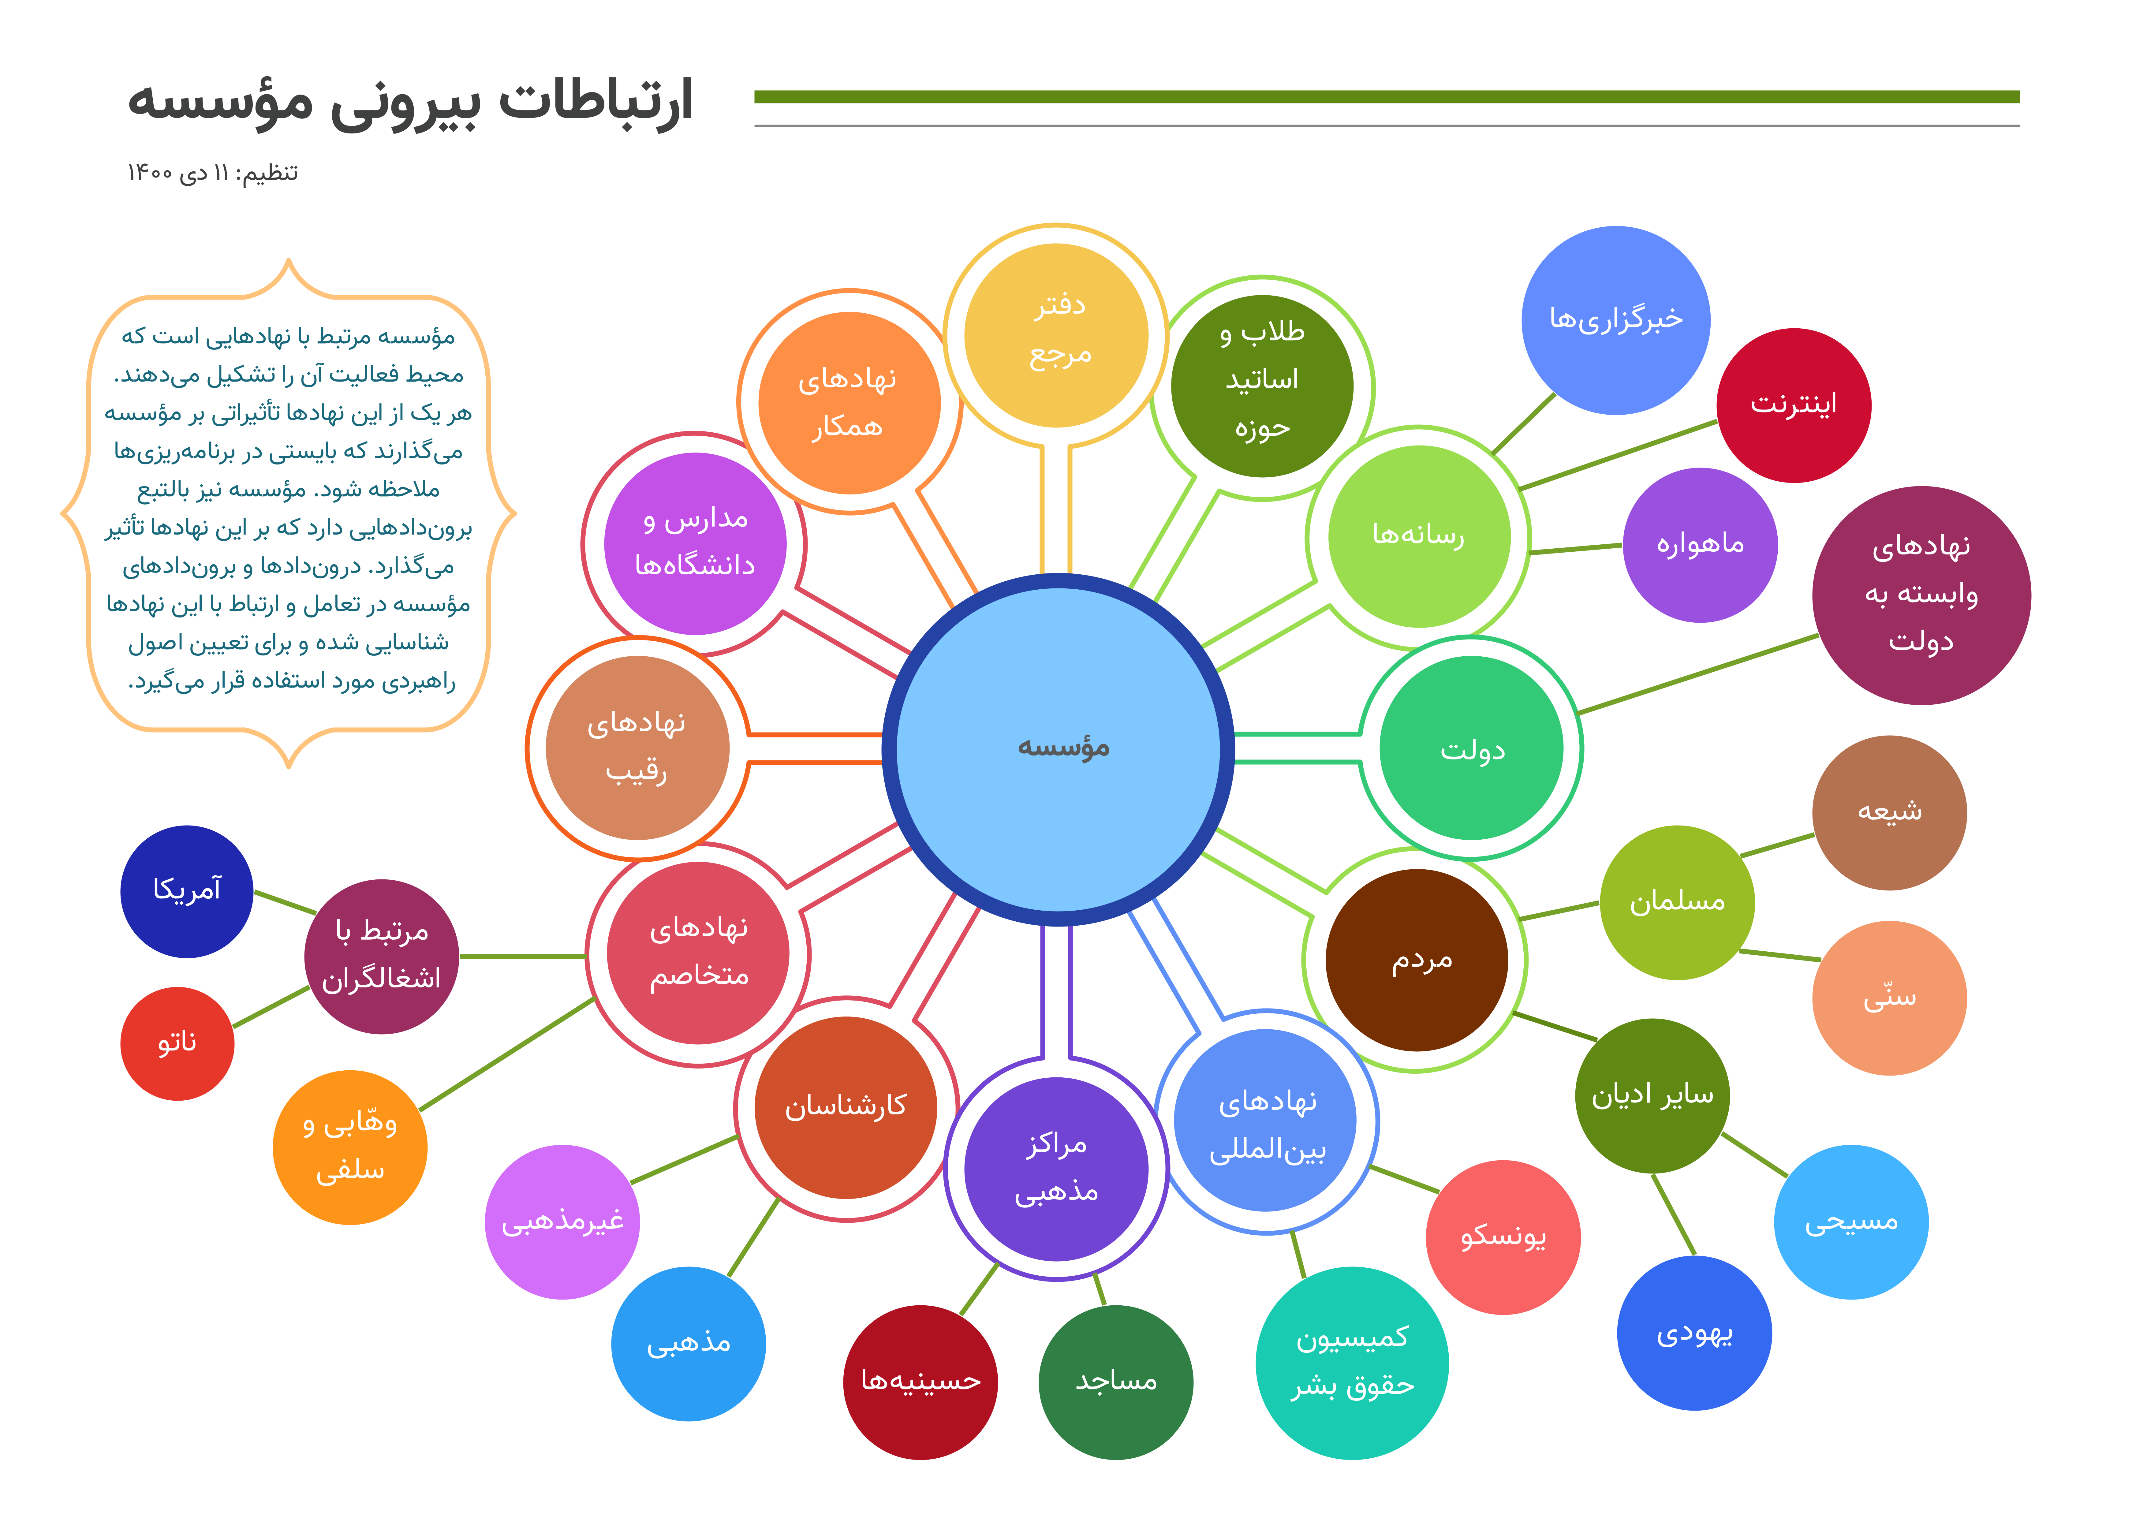 ارتباطات بیرونی مؤسسه
تنظیم: ۱۱ دی ۱۴۰۰
مؤسسه مرتبط با نهادهایی است که
محیط فعالیت آن را تشکیل می‌دهند.
هر یک از این نهادها تأثیراتی بر مؤسسه
می‌گذارند که بایستی در برنامه‌ریزی‌ها
ملاحظه شود. مؤسسه نیز بالتبع
برون‌دادهایی دارد که بر این نهادها تأثیر
می‌گذارد. درون‌دادها و برون‌دادهای
مؤسسه در تعامل و ارتباط با این نهادها
شناسایی شده و برای تعیین اصول
راهبردی مورد استفاده قرار می‌گیرد.
مؤسسه
دفتر
مرجع
طلاب و
اساتید
حوزه
رسانه‌ها
خبرگزاری‌ها
اینترنت
ماهواره
دولت
نهادهای
وابسته به
دولت
مردم
مسلمان
شیعه
سنّی
سایر ادیان
مسیحی
یهودی
نهادهای
بین‌المللی
یونسکو
کمیسیون
حقوق بشر
مراکز
مذهبی
مساجد
حسینیه‌ها
کارشناسان
مذهبی
غیرمذهبی
نهادهای
متخاصم
وهّابی و
سلفی
مرتبط با
اشغالگران
ناتو
آمریکا
نهادهای
رقیب
مدارس و
دانشگاه‌ها
نهادهای
همکار